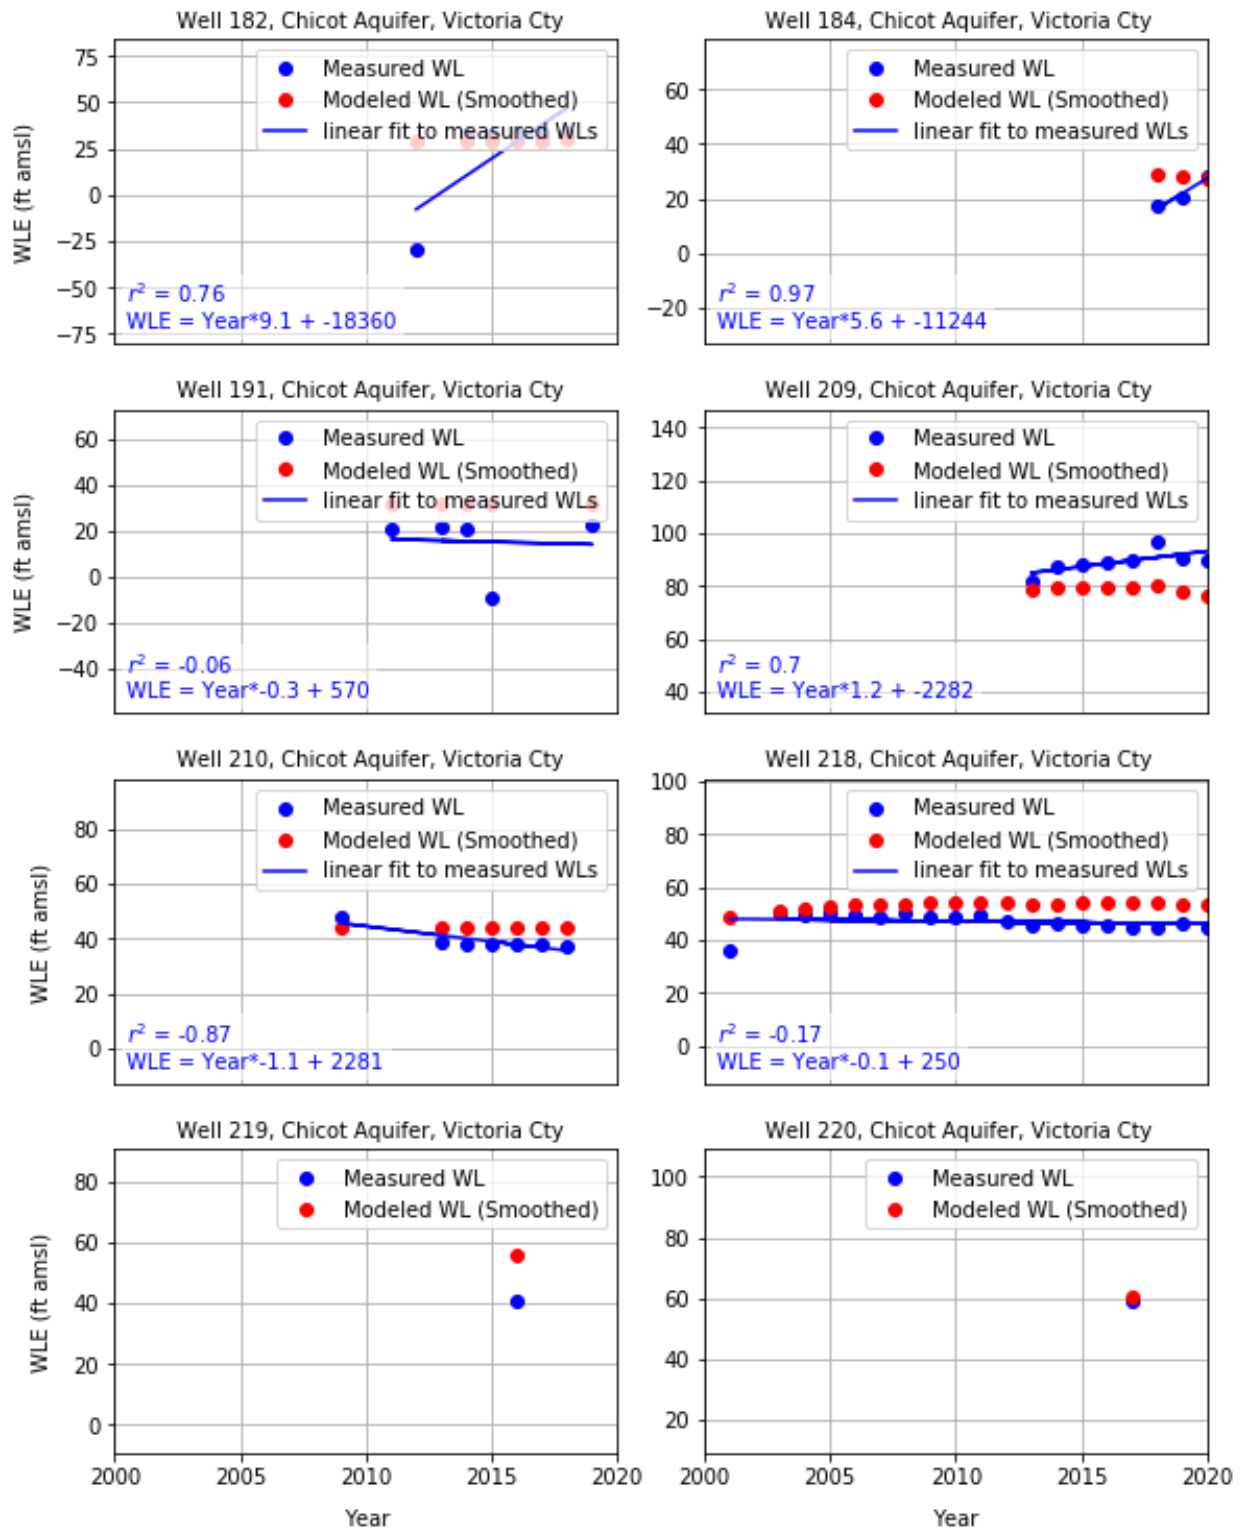 Well 182, Chicot Aquifer, Victoria Cty
75
50
25
0
−25
−50
−75
WLE (ft amsl)
Measured WL
Modeled WL (Smoothed)
linear fit to measured WLs
r² = 0.76
WLE = Year*9.1 + -18360
Well 184, Chicot Aquifer, Victoria Cty
60
40
20
0
−20
Measured WL
Modeled WL (Smoothed)
linear fit to measured WLs
r² = 0.97
WLE = Year*5.6 + -11244
Well 191, Chicot Aquifer, Victoria Cty
60
40
20
0
−20
−40
WLE (ft amsl)
Measured WL
Modeled WL (Smoothed)
linear fit to measured WLs
r² = -0.06
WLE = Year*-0.3 + 570
Well 209, Chicot Aquifer, Victoria Cty
140
120
100
80
60
40
Measured WL
Modeled WL (Smoothed)
linear fit to measured WLs
r² = 0.7
WLE = Year*1.2 + -2282
Well 210, Chicot Aquifer, Victoria Cty
80
60
40
20
0
WLE (ft amsl)
Measured WL
Modeled WL (Smoothed)
linear fit to measured WLs
r² = -0.87
WLE = Year*-1.1 + 2281
Well 218, Chicot Aquifer, Victoria Cty
100
80
60
40
20
0
Measured WL
Modeled WL (Smoothed)
linear fit to measured WLs
r² = -0.17
WLE = Year*-0.1 + 250
Well 219, Chicot Aquifer, Victoria Cty
80
60
40
20
0
WLE (ft amsl)
Measured WL
Modeled WL (Smoothed)
2000 2005 2010 2015 2020
Year
Well 220, Chicot Aquifer, Victoria Cty
100
80
60
40
20
Measured WL
Modeled WL (Smoothed)
2000 2005 2010 2015 2020
Year